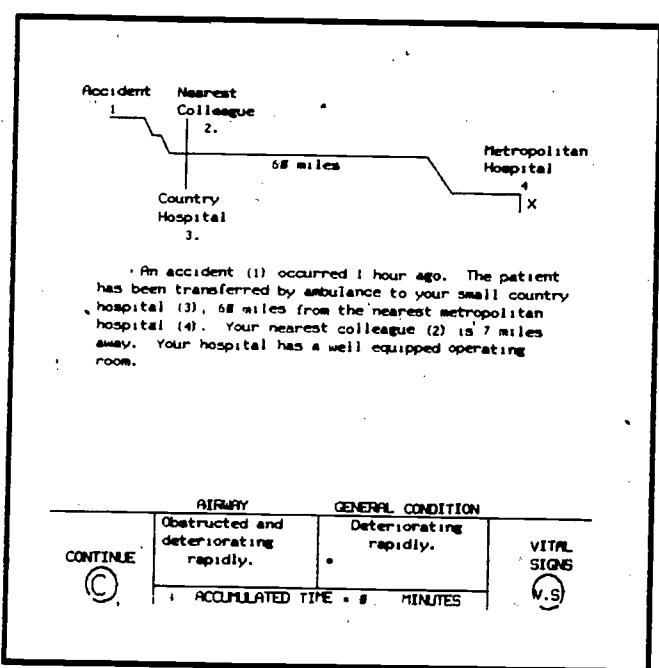 Accident Nearest
1 Colleague
2.
60 miles
Metropolitan
Hospital
4
X
Country
Hospital
3.
An accident (1) occurred 1 hour ago. The patient
has been transferred by ambulance to your small country
hospital (3), 60 miles from the nearest metropolitan
hospital (4). Your nearest colleague (2) is 7 miles
away. Your hospital has a well equipped operating
room.
AIRWAY GENERAL CONDITION
CONTINUE
C
Obstructed and
deteriorating
rapidly.
Deteriorating
rapidly.
VITAL
SIGNS
V.S
ACCUMULATED TIME = 0 MINUTES